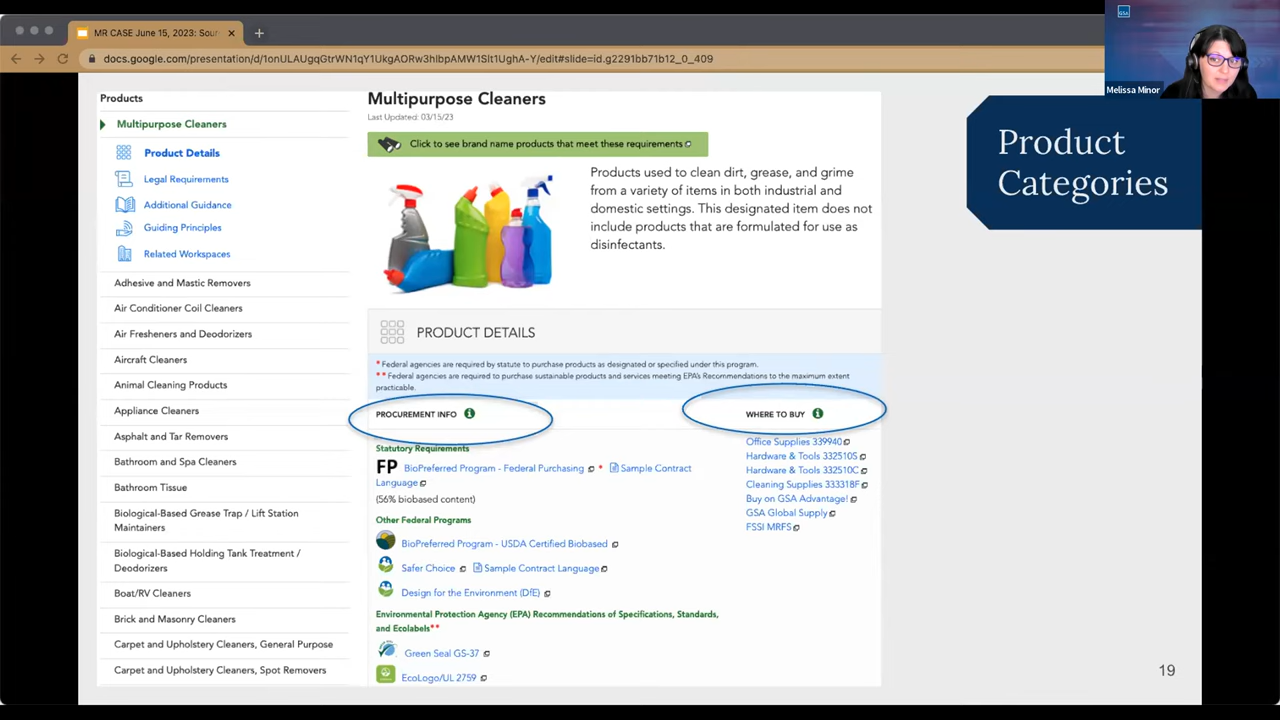 MR CASE June 15, 2023: Sour
docs.google.com/presentation/d/1onULAUgqGtrWN1qY1UkgAORw3hlbpAMW1Slt1UghA-Y/edit#slide=id.g2291bb71b12_0_409
GSA
Melissa Minor
Product
Categories
Products
Multipurpose Cleaners
Product Details
Legal Requirements
Additional Guidance
Guiding Principles
Related Workspaces
Adhesive and Mastic Removers
Air Conditioner Coil Cleaners
Air Fresheners and Deodorizers
Aircraft Cleaners
Animal Cleaning Products
Appliance Cleaners
Asphalt and Tar Removers
Bathroom and Spa Cleaners
Bathroom Tissue
Biological-Based Grease Trap / Lift Station
Maintainers
Biological-Based Holding Tank Treatment /
Deodorizers
Boat/RV Cleaners
Brick and Masonry Cleaners
Carpet and Upholstery Cleaners, General Purpose
Carpet and Upholstery Cleaners, Spot Removers
Multipurpose Cleaners
Last Updated: 03/15/23
Click to see brand name products that meet these requirements
Products used to clean dirt, grease, and grime
from a variety of items in both industrial and
domestic settings. This designated item does not
include products that are formulated for use as
disinfectants.
PRODUCT DETAILS
* Federal agencies are required by statute to purchase products as designated or specified under this program.
** Federal agencies are required to purchase sustainable products and services meeting EPA's Recommendations to the maximum extent
practicable.
PROCUREMENT INFO
Statutory Requirements
FP BioPreferred Program - Federal Purchasing * Sample Contract
Language
(56% biobased content)
Other Federal Programs
BioPreferred Program - USDA Certified Biobased
Safer Choice Sample Contract Language
Design for the Environment (DfE)
Environmental Protection Agency (EPA) Recommendations of Specifications, Standards,
and Ecolabels**
Green Seal GS-37
EcoLogo/UL 2759
WHERE TO BUY
Office Supplies 339940
Hardware & Tools 332510S
Hardware & Tools 332510C
Cleaning Supplies 333318F
Buy on GSA Advantage!
GSA Global Supply
FSSI MRFS
19